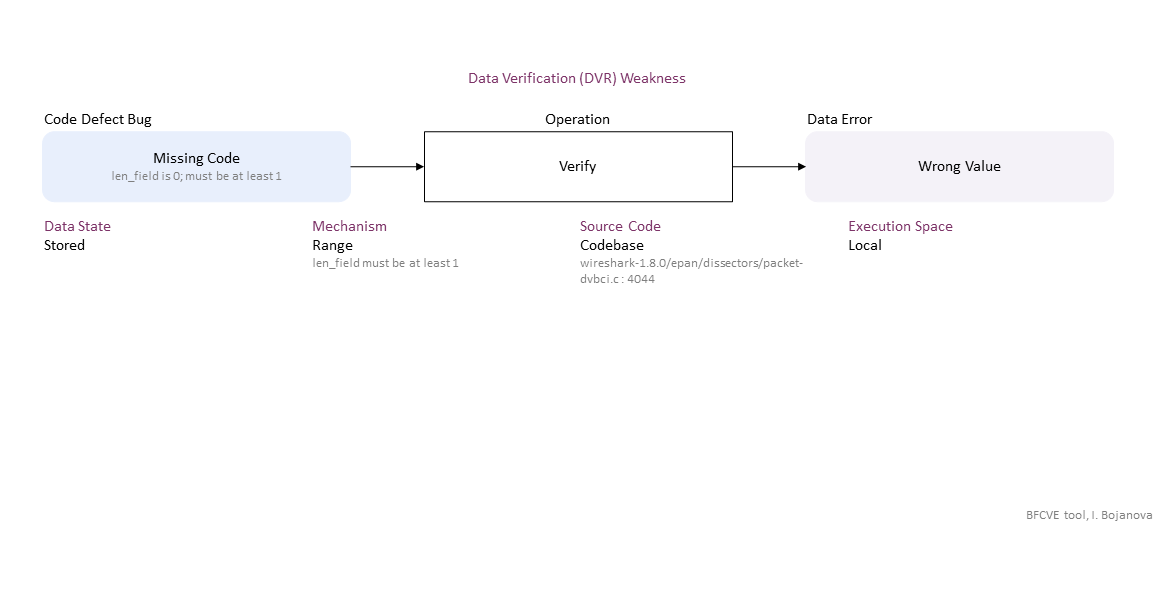 Data Verification (DVR) Weakness
Code Defect Bug
Operation
Data Error
Missing Code
len_field is 0; must be at least 1
Verify
Wrong Value
Data State
Stored
Mechanism
Range
len_field must be at least 1
Source Code
Codebase
wireshark-1.8.0/epan/dissectors/packet-
dvbci.c : 4044
Execution Space
Local
BFCVE tool, I. Bojanova